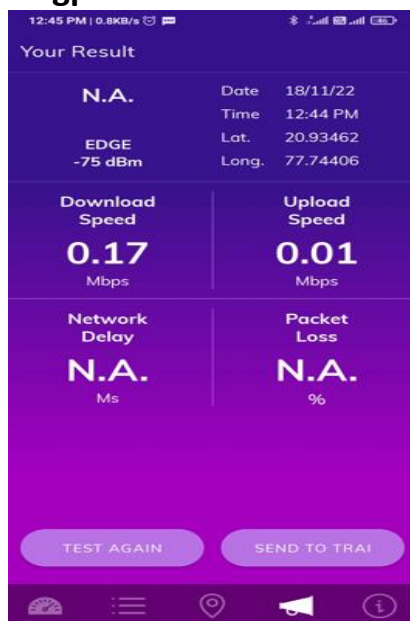 12:45 PM | 0.8KB/s
46
Your Result
N.A.
EDGE
-75 dBm
Date 18/11/22
Time 12:44 PM
Lat. 20.93462
Long. 77.74406
Download Speed
0.17
Mbps
Upload Speed
0.01
Mbps
Network Delay
N.A.
Ms
Packet Loss
N.A.
%
TEST AGAIN
SEND TO TRAI